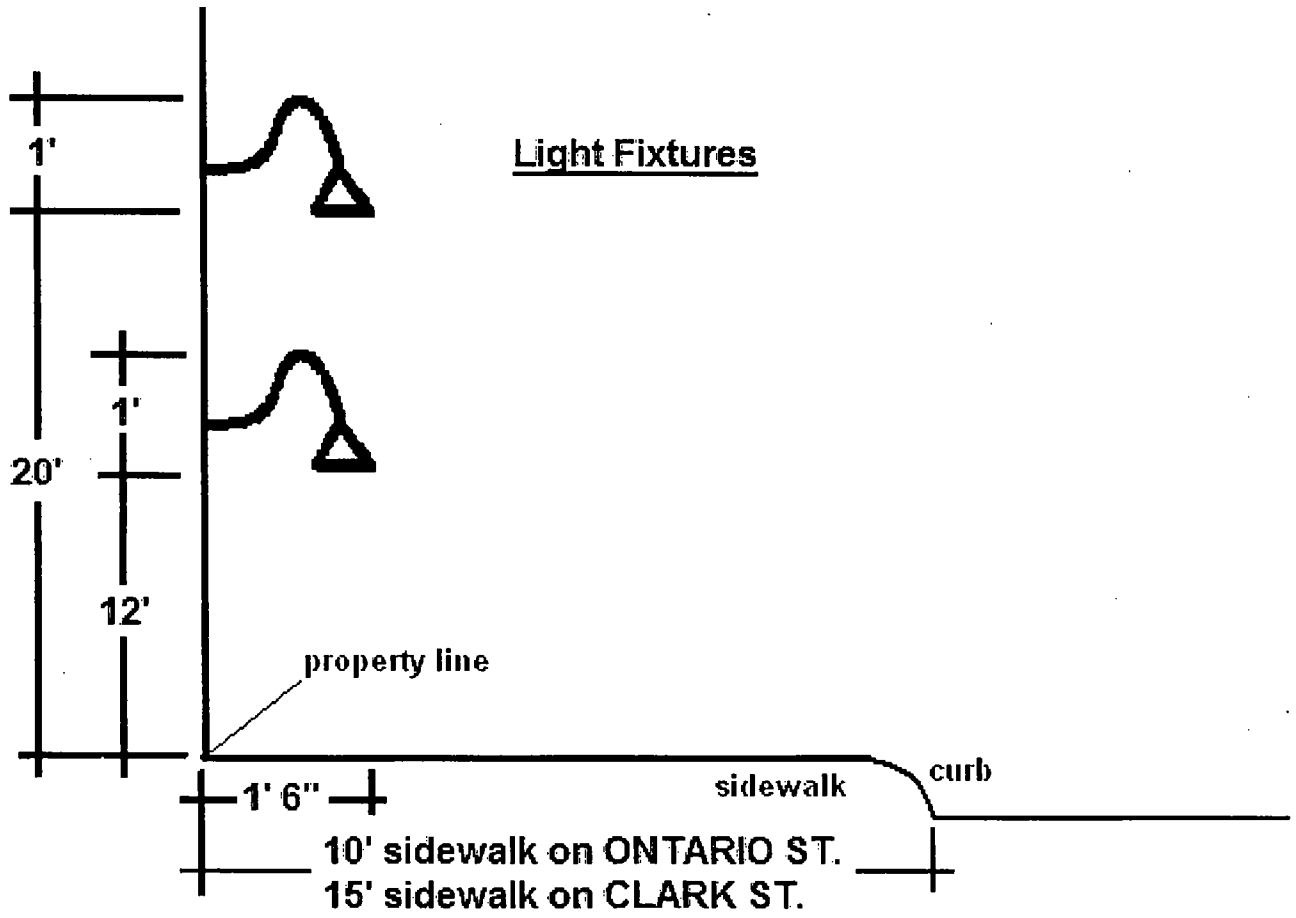 1'
Light Fixtures
1'
20'
12'
property line
sidewalk
curb
1' 6"
10' sidewalk on ONTARIO ST.
15' sidewalk on CLARK ST.